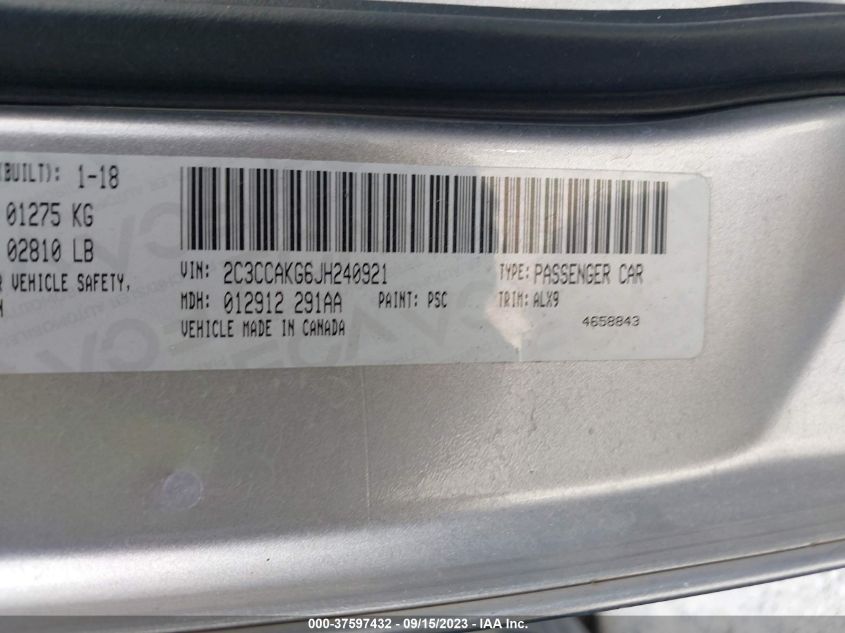 (BUILT): 1-18
01275 KG
02810 LB
VEHICLE SAFETY,
VIN: 2C3CCAKG6JH240921 TYPE: PASSENGER CAR
MDH: 012912 291AA PAINT: PSC TRIM: ALX9
VEHICLE MADE IN CANADA 4658843
000-37597432 - 09/15/2023 - IAA Inc.